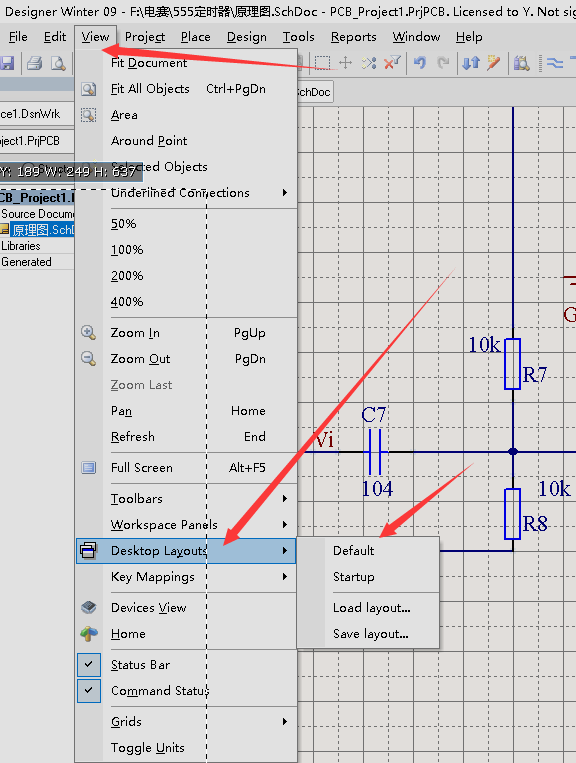 Designer Winter 09 - F:\电赛\555定时器\原理图.SchDoc - PCB_Project1.PrjPCB. Licensed to Y. Not sig
File Edit View Project Place Design Tools Reports Window Help
Fit Document
Fit All Objects Ctrl+PgDn
SchDoc
ce1.DsnWrk
Area
ject1.PrjPCB
Around Point
Selected Objects
Y: 189 W: 249 H: 637
Underlined Connections
CB_Project1.P
Source Docum
50%
原理图.SchD
Libraries
100%
Generated
200%
400%
Zoom In PgUp
Zoom Out PgDn
Zoom Last
Pan Home
Refresh End
Full Screen Alt+F5
Toolbars
Workspace Panels
Desktop Layouts
Key Mappings
Devices View
Home
Status Bar
Command Status
Grids
Toggle Units
Default
Startup
Load layout...
Save layout...
G
10k
R7
C7
Vi
104
10k
R8